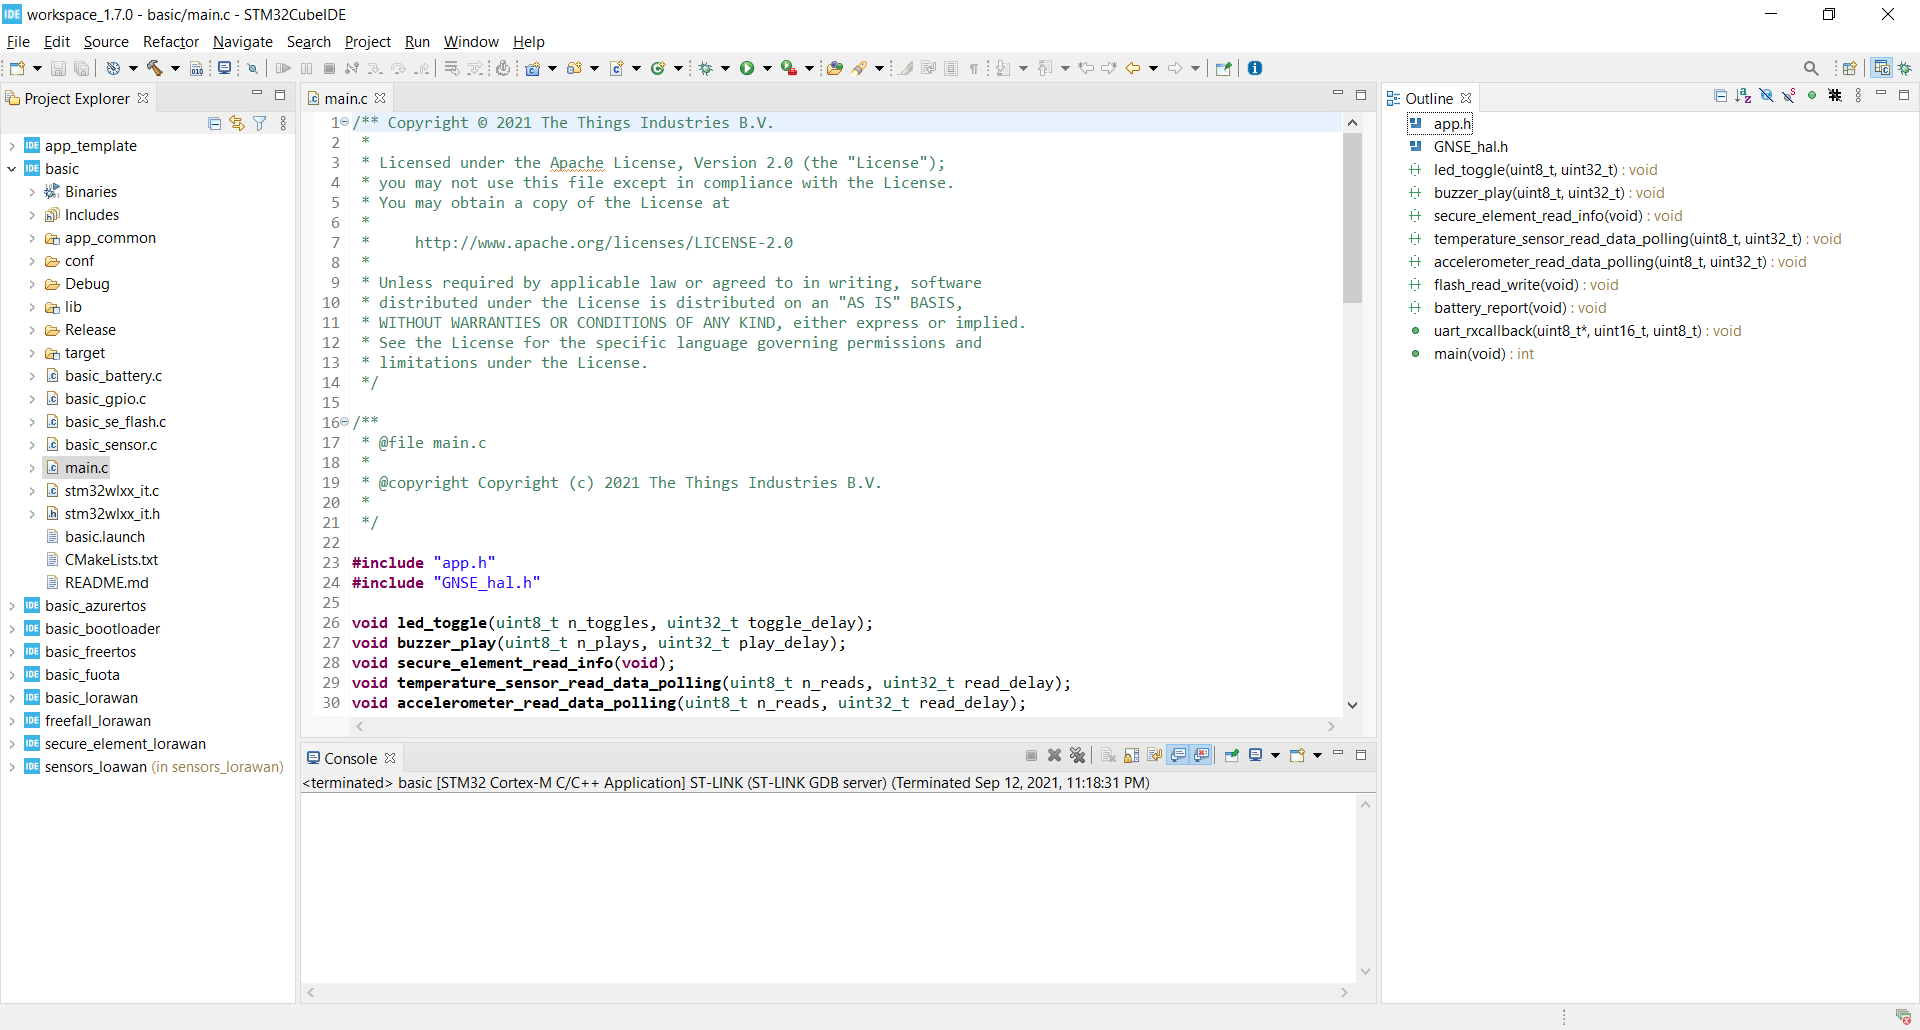 workspace_1.7.0 - basic/main.c - STM32CubeIDE
File Edit Source Refactor Navigate Search Project Run Window Help
Project Explorer
app_template
basic
Binaries
Includes
app_common
conf
Debug
lib
Release
target
basic_battery.c
basic_gpio.c
basic_se_flash.c
basic_sensor.c
main.c
stm32wlxx_it.c
stm32wlxx_it.h
basic.launch
CMakeLists.txt
README.md
basic_azurertos
basic_bootloader
basic_freertos
basic_fuota
basic_lorawan
freefall_lorawan
secure_element_lorawan
sensors_loawan (in sensors_lorawan)
main.c
1 /** Copyright © 2021 The Things Industries B.V.
2 *
3 * Licensed under the Apache License, Version 2.0 (the "License");
4 * you may not use this file except in compliance with the License.
5 * You may obtain a copy of the License at
6 *
7 *     http://www.apache.org/licenses/LICENSE-2.0
8 *
9 * Unless required by applicable law or agreed to in writing, software
10 * distributed under the License is distributed on an "AS IS" BASIS,
11 * WITHOUT WARRANTIES OR CONDITIONS OF ANY KIND, either express or implied.
12 * See the License for the specific language governing permissions and
13 * limitations under the License.
14 */
15
16 /**
17 * @file main.c
18 *
19 * @copyright Copyright (c) 2021 The Things Industries B.V.
20 *
21 */
22
23 #include "app.h"
24 #include "GNSE_hal.h"
25
26 void led_toggle(uint8_t n_toggles, uint32_t toggle_delay);
27 void buzzer_play(uint8_t n_plays, uint32_t play_delay);
28 void secure_element_read_info(void);
29 void temperature_sensor_read_data_polling(uint8_t n_reads, uint32_t read_delay);
30 void accelerometer_read_data_polling(uint8_t n_reads, uint32_t read_delay);
Console
<terminated> basic [STM32 Cortex-M C/C++ Application] ST-LINK (ST-LINK GDB server) (Terminated Sep 12, 2021, 11:18:31 PM)
Outline
app.h
GNSE_hal.h
led_toggle(uint8_t, uint32_t) : void
buzzer_play(uint8_t, uint32_t) : void
secure_element_read_info(void) : void
temperature_sensor_read_data_polling(uint8_t, uint32_t) : void
accelerometer_read_data_polling(uint8_t, uint32_t) : void
flash_read_write(void) : void
battery_report(void) : void
uart_rxcallback(uint8_t*, uint16_t, uint8_t) : void
main(void) : int